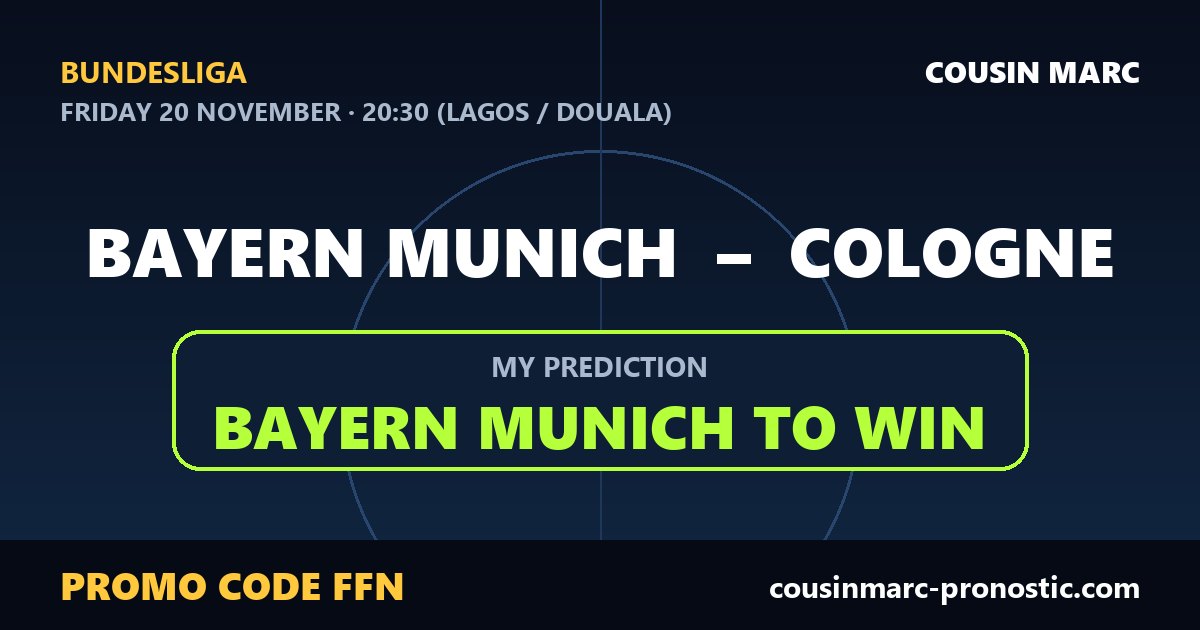 BUNDESLIGA
COUSIN MARC
FRIDAY 20 NOVEMBER · 20:30 (LAGOS / DOUALA)
BAYERN MUNICH – COLOGNE
MY PREDICTION
BAYERN MUNICH TO WIN
PROMO CODE FFN
cousinmarc-pronostic.com